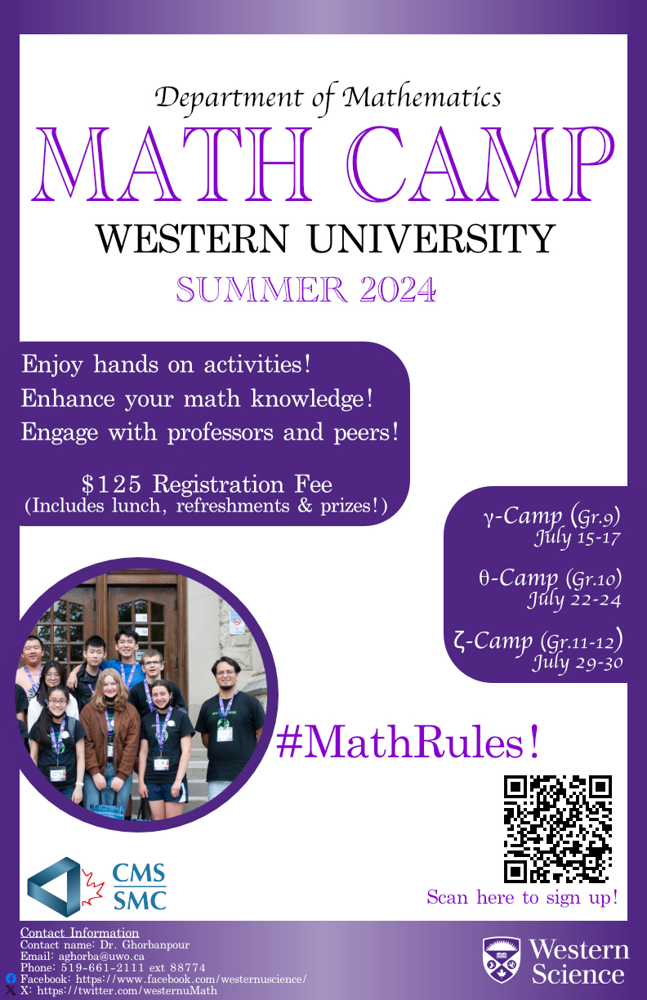 Department of Mathematics
MATH CAMP
WESTERN UNIVERSITY
SUMMER 2024
Enjoy hands on activities!
Enhance your math knowledge!
Engage with professors and peers!
$125 Registration Fee
(Includes lunch, refreshments & prizes!)
γ-Camp (Gr.9)
July 15-17
θ-Camp (Gr.10)
July 22-24
ζ-Camp (Gr.11-12)
July 29-30
#MathRules!
CMS
SMC
Scan here to sign up!
Contact Information
Contact name: Dr. Ghorbanpour
Email: aghorba@uwo.ca
Phone: 519-661-2111 ext 88774
Facebook: https://www.facebook.com/westernuscience/
X: https://twitter.com/westernuMath
Western
Science